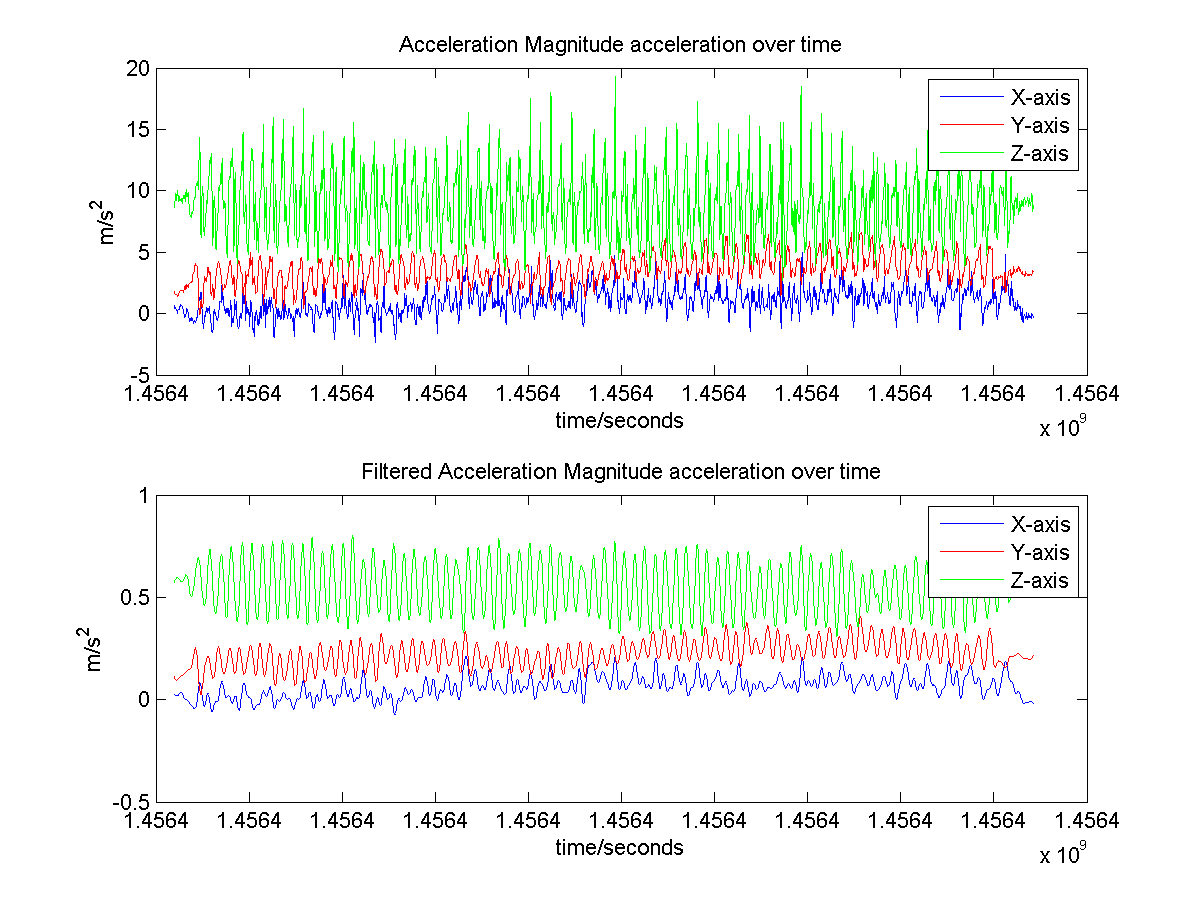 Acceleration Magnitude acceleration over time
20
15
10
5
0
-5
m/s2
X-axis
Y-axis
Z-axis
1.4564 1.4564 1.4564 1.4564 1.4564 1.4564 1.4564 1.4564 1.4564 1.4564 1.4564
time/seconds
x 10^9
Filtered Acceleration Magnitude acceleration over time
1
0.5
0
-0.5
m/s2
X-axis
Y-axis
Z-axis
1.4564 1.4564 1.4564 1.4564 1.4564 1.4564 1.4564 1.4564 1.4564 1.4564 1.4564
time/seconds
x 10^9